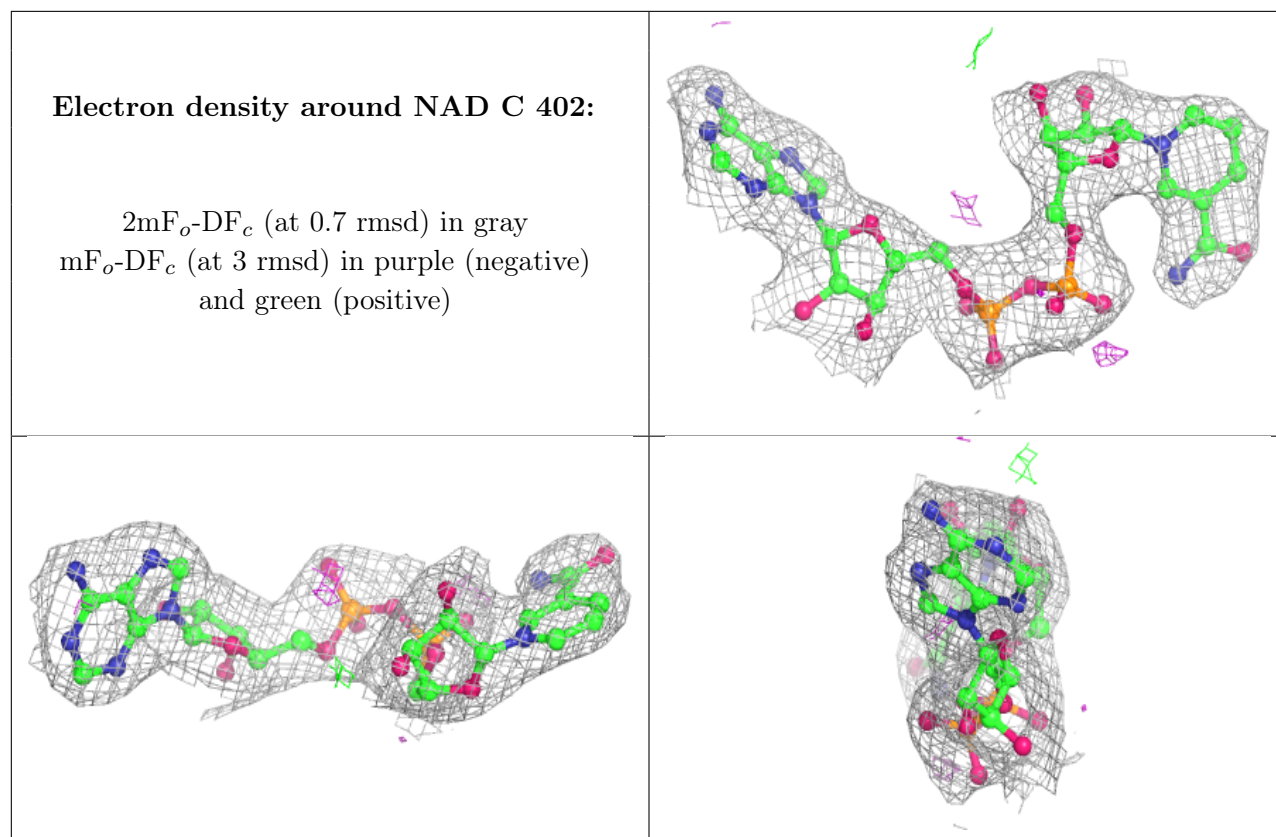 Electron density around NAD C 402:
2mFₒ-DF𝒸 (at 0.7 rmsd) in gray
mFₒ-DF𝒸 (at 3 rmsd) in purple (negative)
and green (positive)